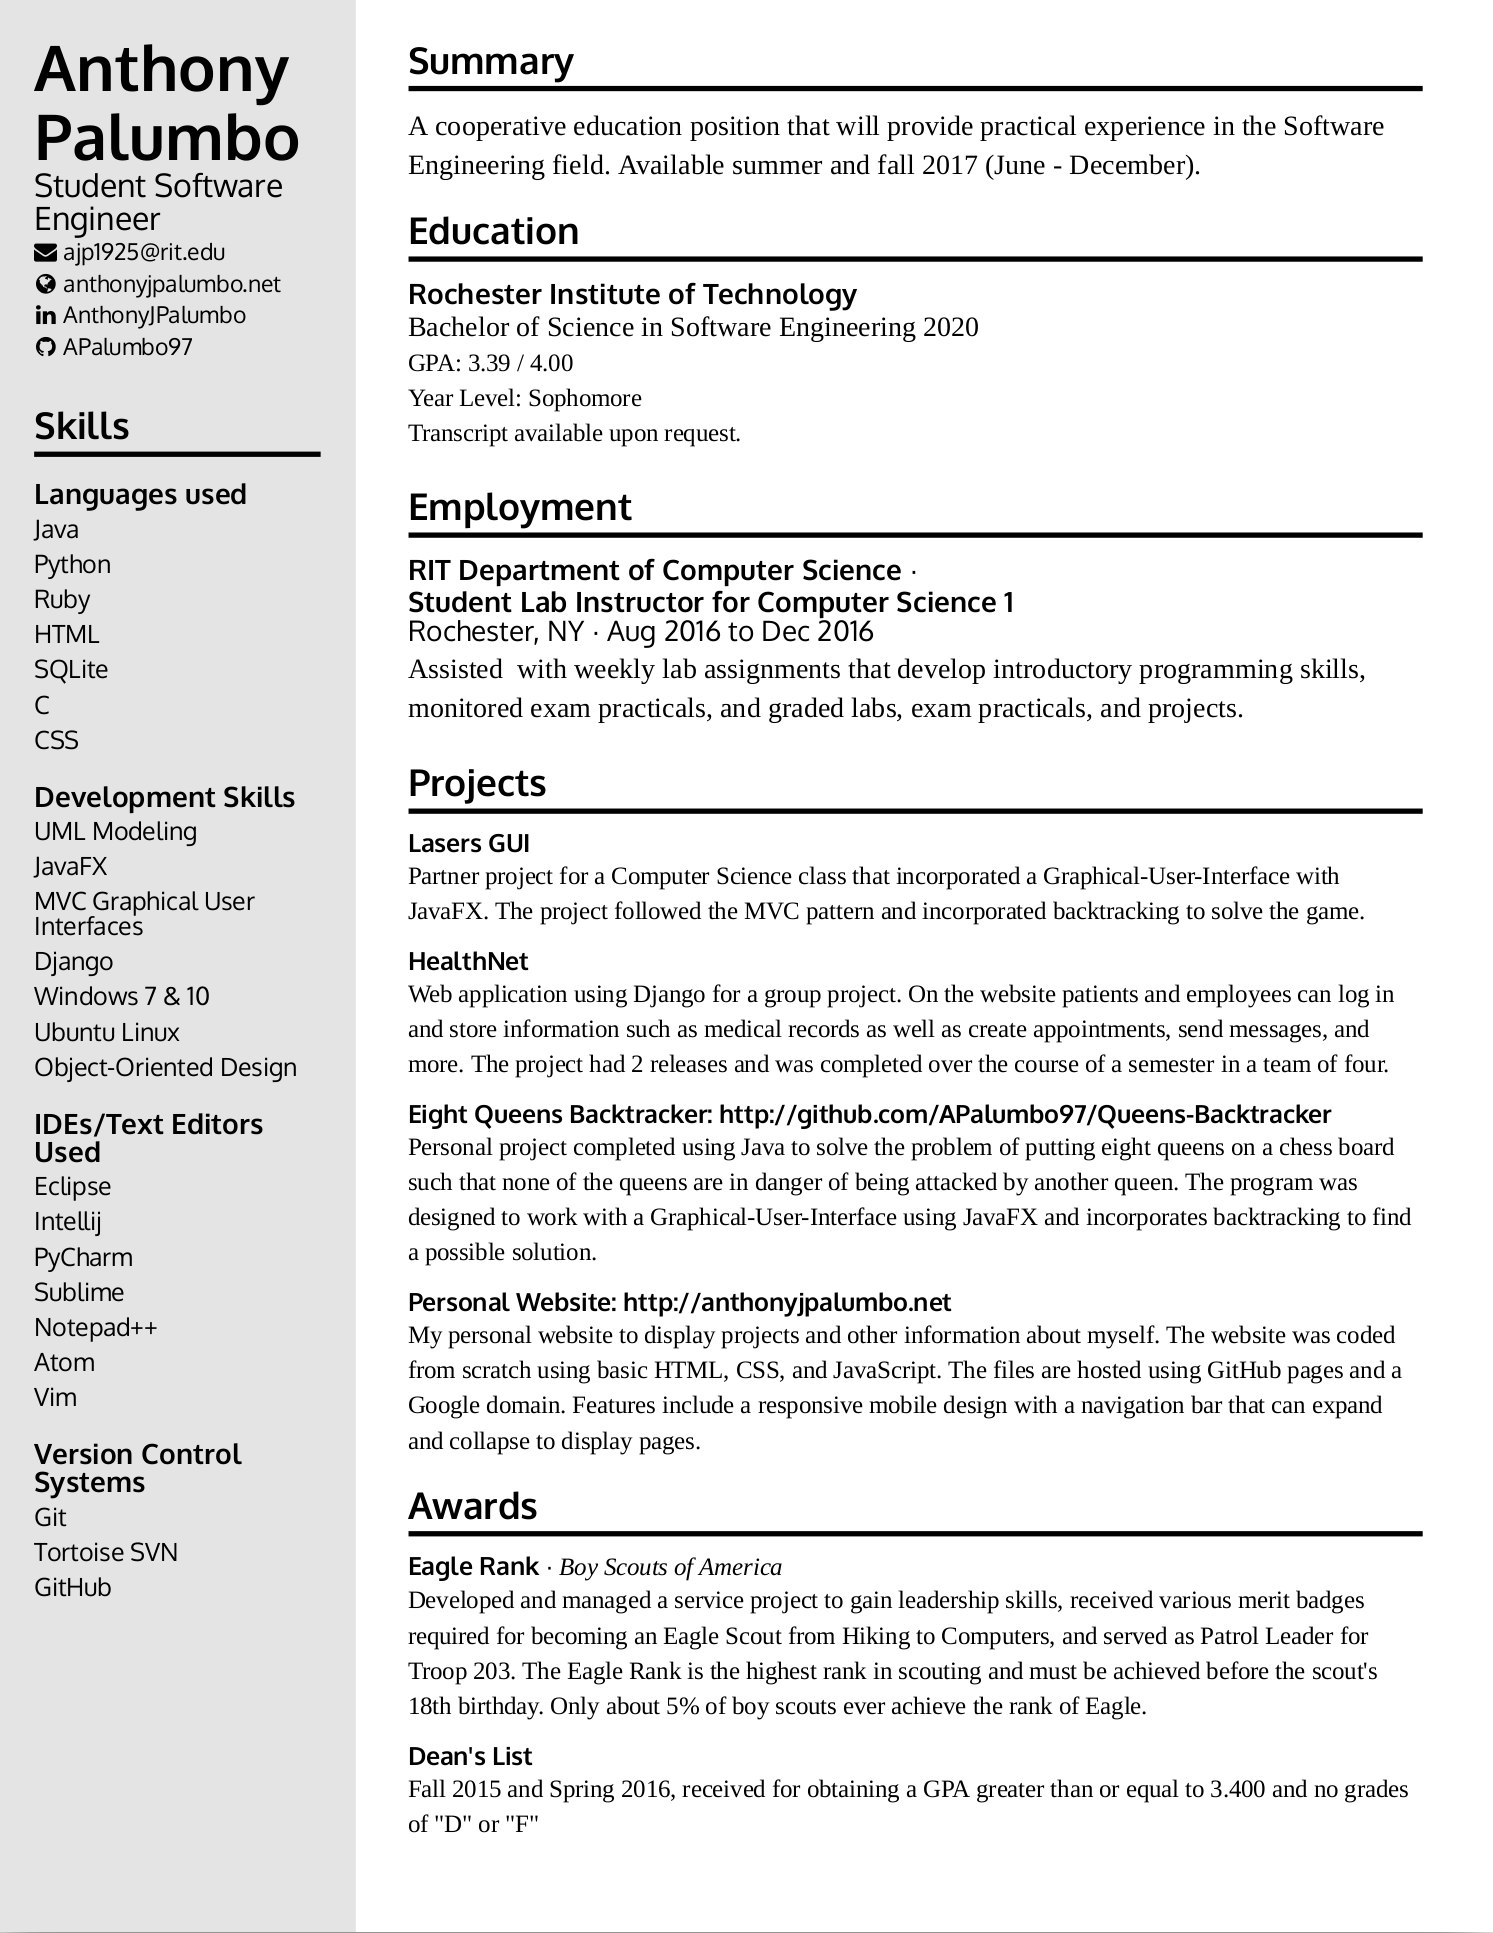 Anthony
Palumbo
Student Software
Engineer
ajp1925@rit.edu
anthonyjpalumbo.net
AnthonyJPalumbo
APalumbo97
Skills
Languages used
Java
Python
Ruby
HTML
SQLite
C
CSS
Development Skills
UML Modeling
JavaFX
MVC Graphical User
Interfaces
Django
Windows 7 & 10
Ubuntu Linux
Object-Oriented Design
IDEs/Text Editors
Used
Eclipse
Intellij
PyCharm
Sublime
Notepad++
Atom
Vim
Version Control
Systems
Git
Tortoise SVN
GitHub
Summary
A cooperative education position that will provide practical experience in the Software
Engineering field. Available summer and fall 2017 (June - December).
Education
Rochester Institute of Technology
Bachelor of Science in Software Engineering 2020
GPA: 3.39 / 4.00
Year Level: Sophomore
Transcript available upon request.
Employment
RIT Department of Computer Science ·
Student Lab Instructor for Computer Science 1
Rochester, NY · Aug 2016 to Dec 2016
Assisted  with weekly lab assignments that develop introductory programming skills,
monitored exam practicals, and graded labs, exam practicals, and projects.
Projects
Lasers GUI
Partner project for a Computer Science class that incorporated a Graphical-User-Interface with
JavaFX. The project followed the MVC pattern and incorporated backtracking to solve the game.
HealthNet
Web application using Django for a group project. On the website patients and employees can log in
and store information such as medical records as well as create appointments, send messages, and
more. The project had 2 releases and was completed over the course of a semester in a team of four.
Eight Queens Backtracker: http://github.com/APalumbo97/Queens-Backtracker
Personal project completed using Java to solve the problem of putting eight queens on a chess board
such that none of the queens are in danger of being attacked by another queen. The program was
designed to work with a Graphical-User-Interface using JavaFX and incorporates backtracking to find
a possible solution.
Personal Website: http://anthonyjpalumbo.net
My personal website to display projects and other information about myself. The website was coded
from scratch using basic HTML, CSS, and JavaScript. The files are hosted using GitHub pages and a
Google domain. Features include a responsive mobile design with a navigation bar that can expand
and collapse to display pages.
Awards
Eagle Rank · Boy Scouts of America
Developed and managed a service project to gain leadership skills, received various merit badges
required for becoming an Eagle Scout from Hiking to Computers, and served as Patrol Leader for
Troop 203. The Eagle Rank is the highest rank in scouting and must be achieved before the scout's
18th birthday. Only about 5% of boy scouts ever achieve the rank of Eagle.
Dean's List
Fall 2015 and Spring 2016, received for obtaining a GPA greater than or equal to 3.400 and no grades
of "D" or "F"